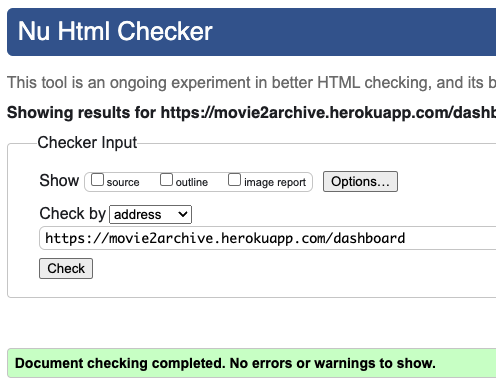 Nu Html Checker
This tool is an ongoing experiment in better HTML checking, and its b
Showing results for https://movie2archive.herokuapp.com/dashb
Checker Input
Show source outline image report Options...
Check by address
https://movie2archive.herokuapp.com/dashboard
Check
Document checking completed. No errors or warnings to show.